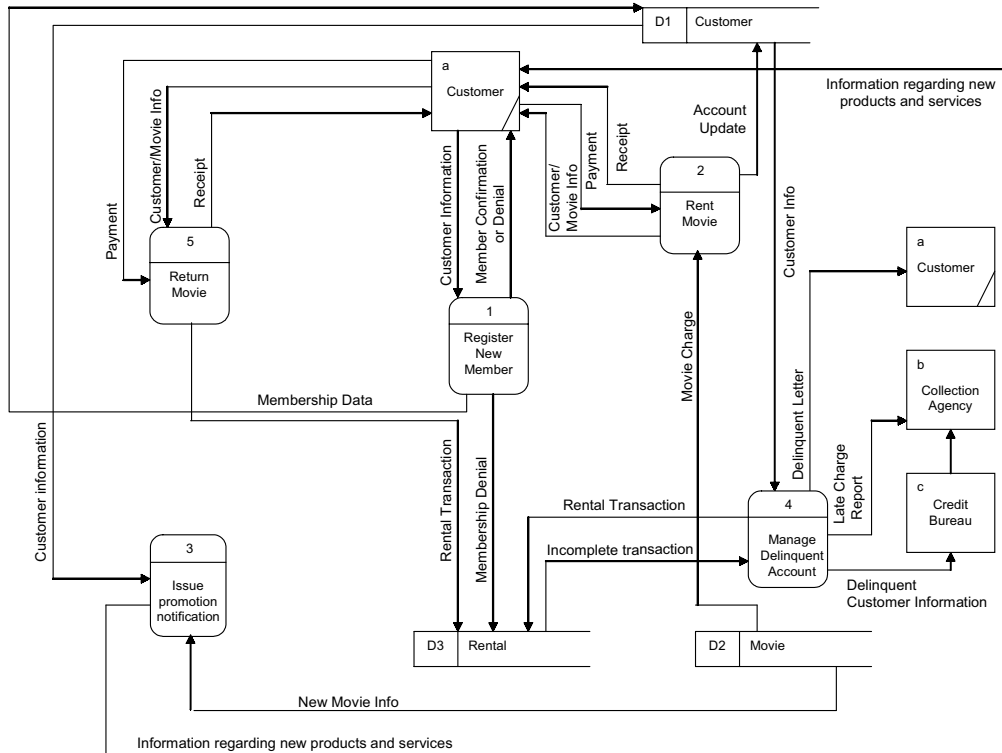 D1 Customer
a
Customer
Information regarding new
products and services
Account
Update
Customer/Movie Info
Receipt
Payment
Customer Information
Member Confirmation
or Denial
Customer/
Movie Info
Payment
Receipt
2
Rent
Movie
Customer Info
5
Return
Movie
a
Customer
1
Register
New
Member
Movie Charge
Delinquent Letter
b
Collection
Agency
Membership Data
Customer information
Rental Transaction
Membership Denial
Rental Transaction
Late Charge
Report
c
Credit
Bureau
4
Manage
Delinquent
Account
Incomplete transaction
Delinquent
Customer Information
3
Issue
promotion
notification
D3 Rental
D2 Movie
New Movie Info
Information regarding new products and services